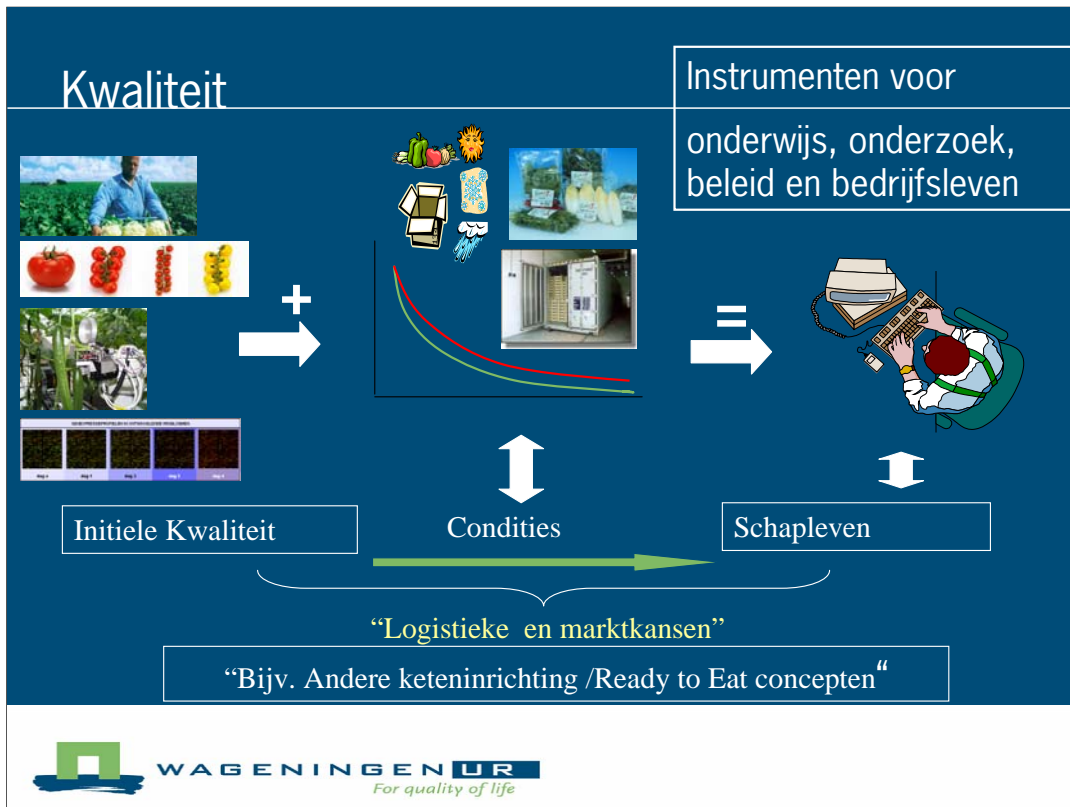 Kwaliteit
Instrumenten voor
onderwijs, onderzoek,
beleid en bedrijfsleven
+
=
Initiele Kwaliteit
Condities
Schapleven
“Logistieke en marktkansen”
“Bijv. Andere keteninrichting /Ready to Eat concepten“
WAGENINGEN UR
For quality of life